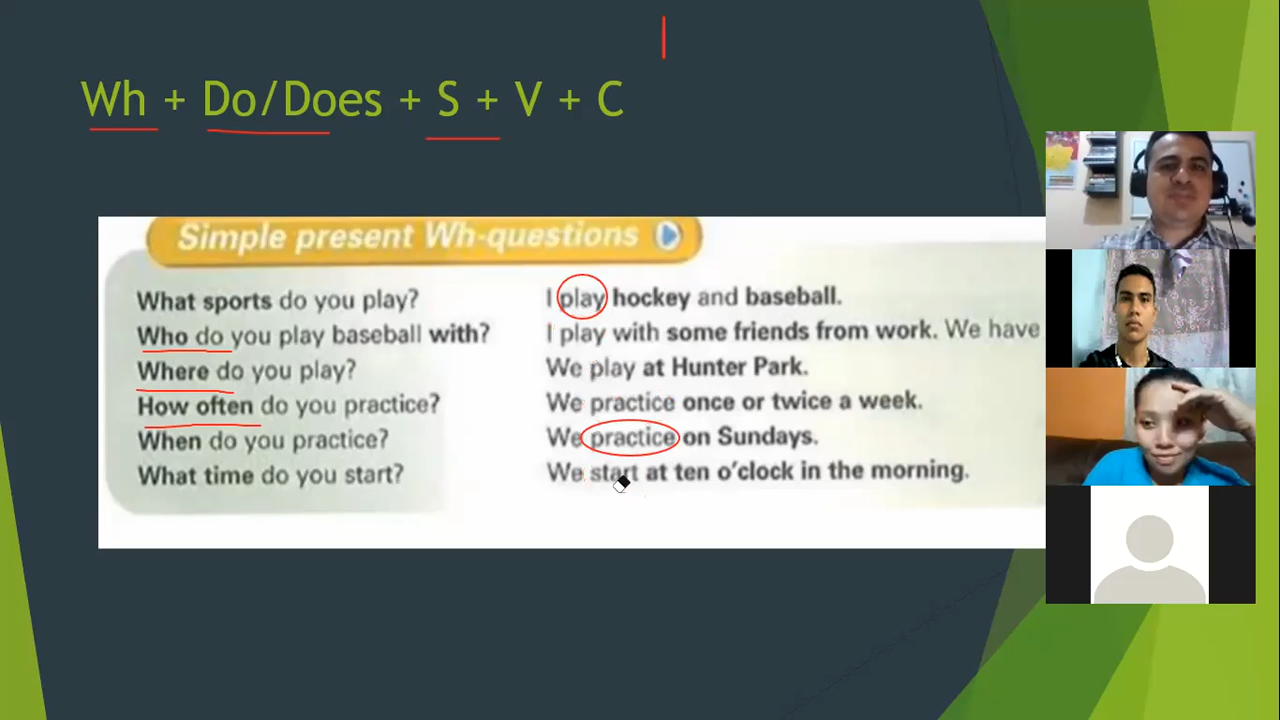 Wh + Do/Does + S + V + C
Simple present Wh-questions
What sports do you play? I play hockey and baseball.
Who do you play baseball with? I play with some friends from work. We have
Where do you play? We play at Hunter Park.
How often do you practice? We practice once or twice a week.
When do you practice? We practice on Sundays.
What time do you start? We start at ten o'clock in the morning.